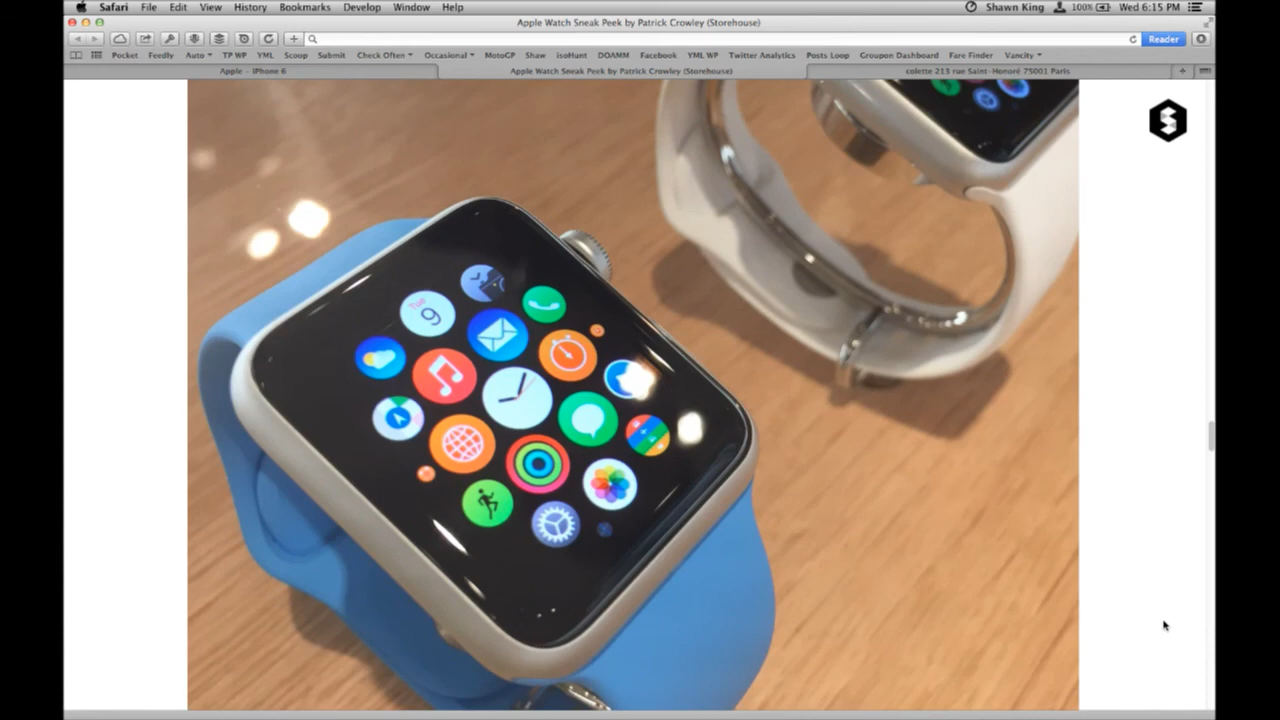 Safari File Edit View History Bookmarks Develop Window Help Shawn King 100% Wed 6:15 PM
Apple Watch Sneak Peek by Patrick Crowley (Storehouse)
Reader
Pocket Feedly Auto TP WP YML Scoop Submit Check Often Occasional MotoGP Shaw isoHunt DOAMM Facebook YML WP Twitter Analytics Posts Loop Groupon Dashboard Fare Finder Vancity
Apple - iPhone 6 Apple Watch Sneak Peek by Patrick Crowley (Storehouse) colette 213 rue Saint-Honoré 75001 Paris
Tue
9